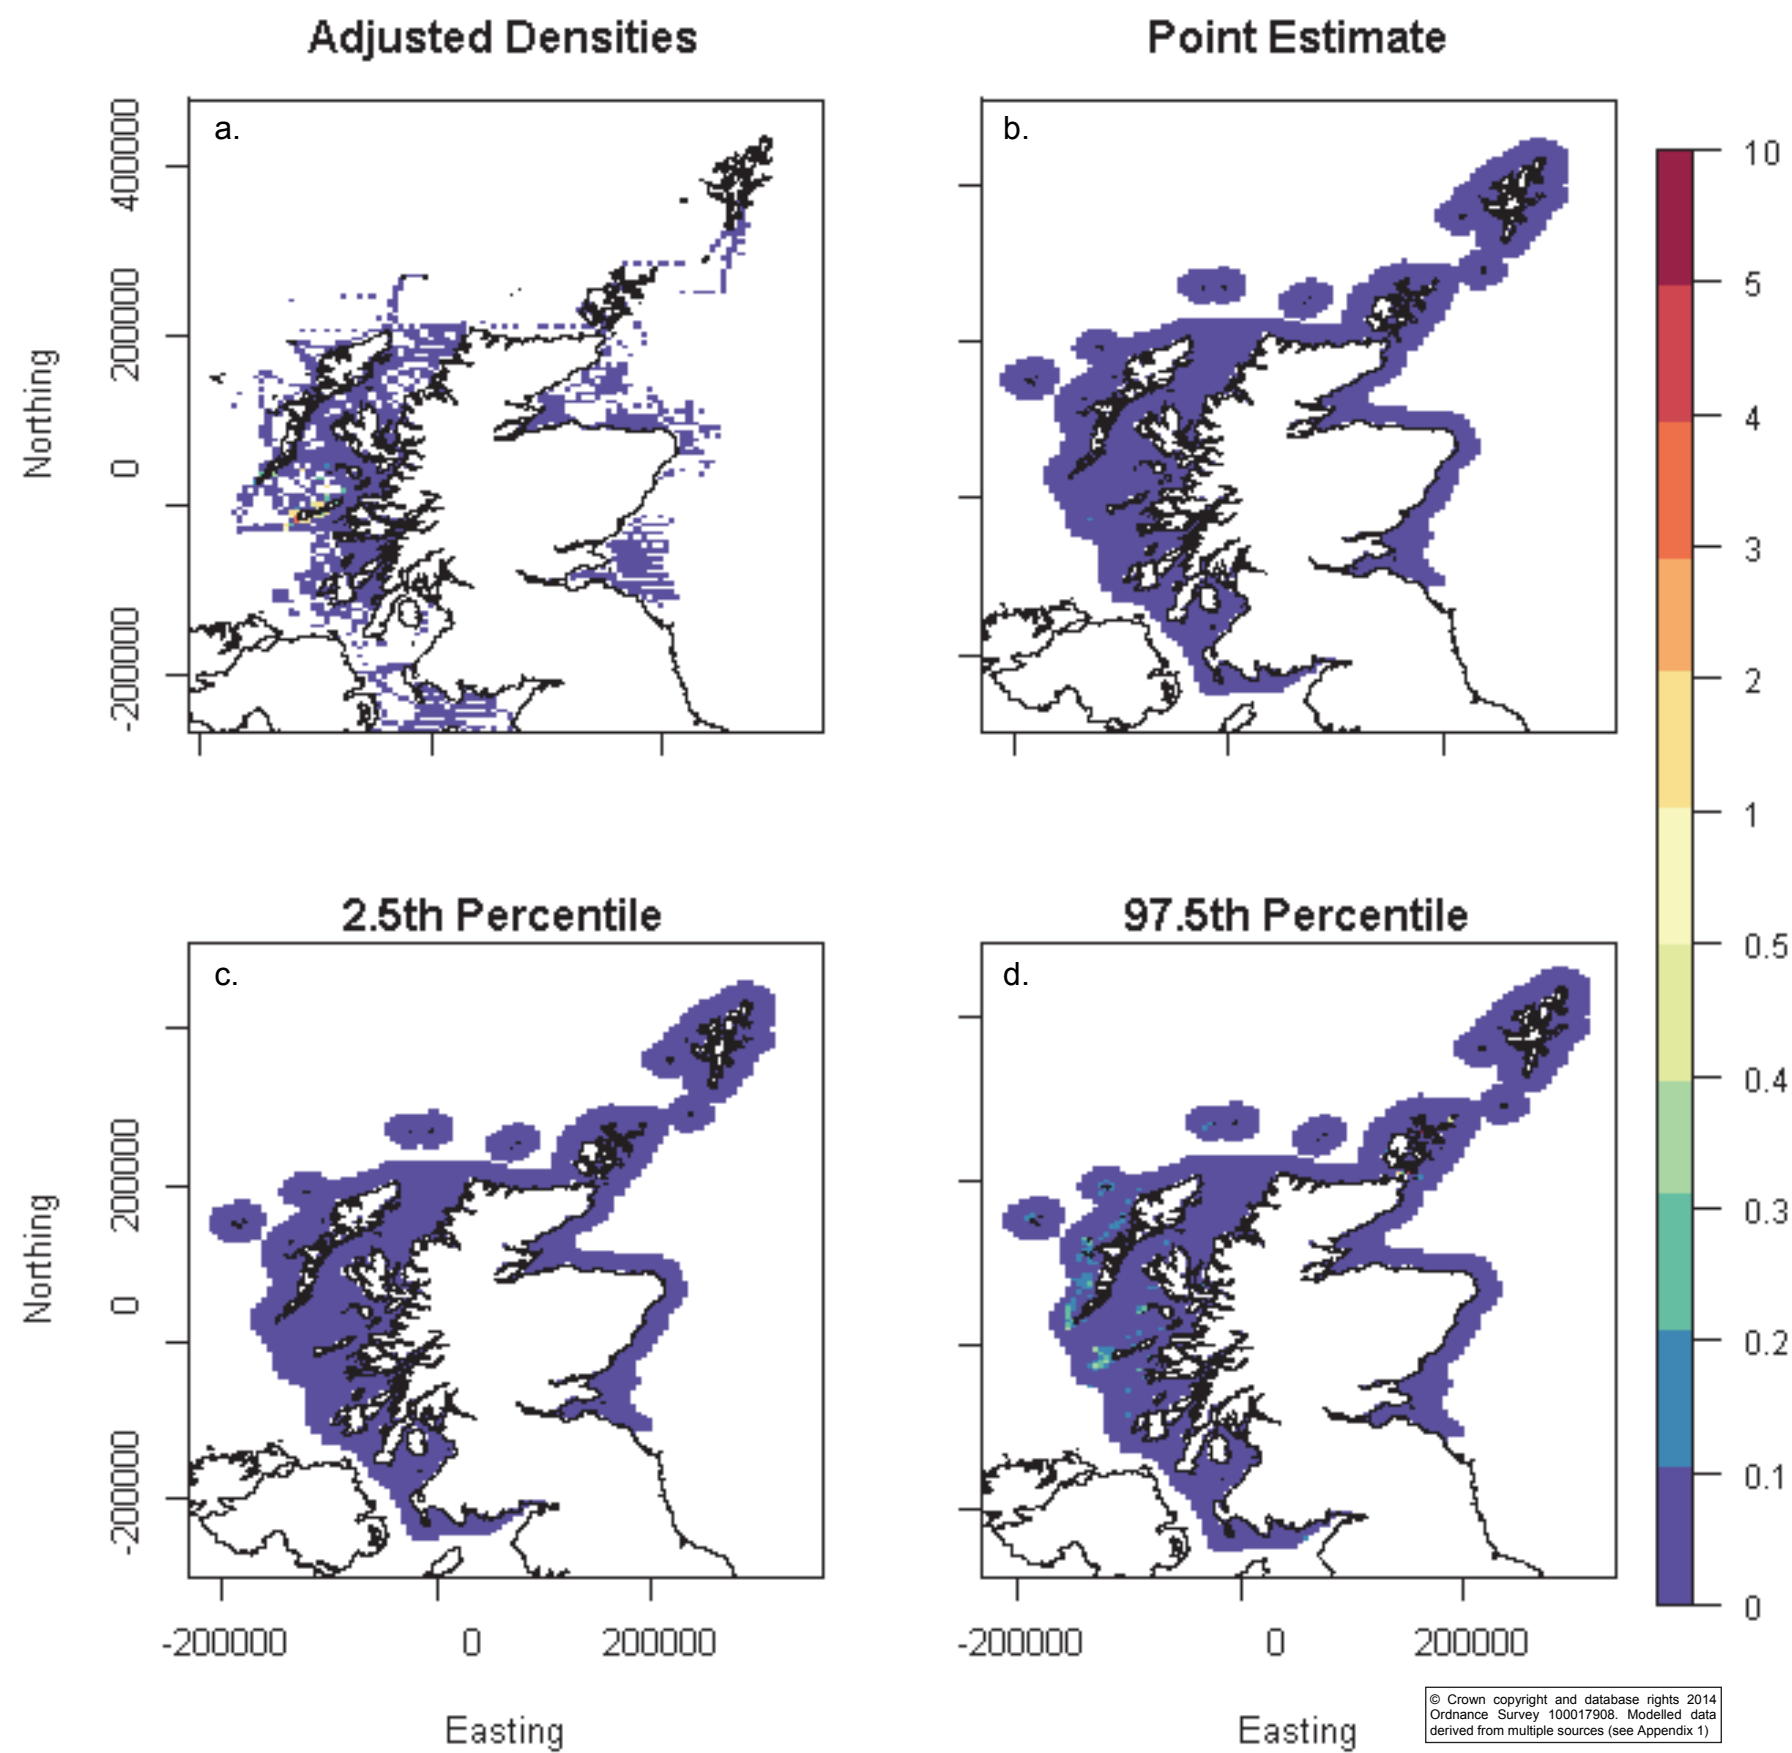 Adjusted Densities
Point Estimate
a.
b.
Northing
400000
200000
0
-200000
10
5
4
3
2
1
0.5
0.4
0.3
0.2
0.1
0
2.5th Percentile
97.5th Percentile
c.
d.
Northing
200000
0
-200000
-200000 0 200000
-200000 0 200000
Easting
Easting
© Crown copyright and database rights 2014
Ordnance Survey 100017908. Modelled data
derived from multiple sources (see Appendix 1)